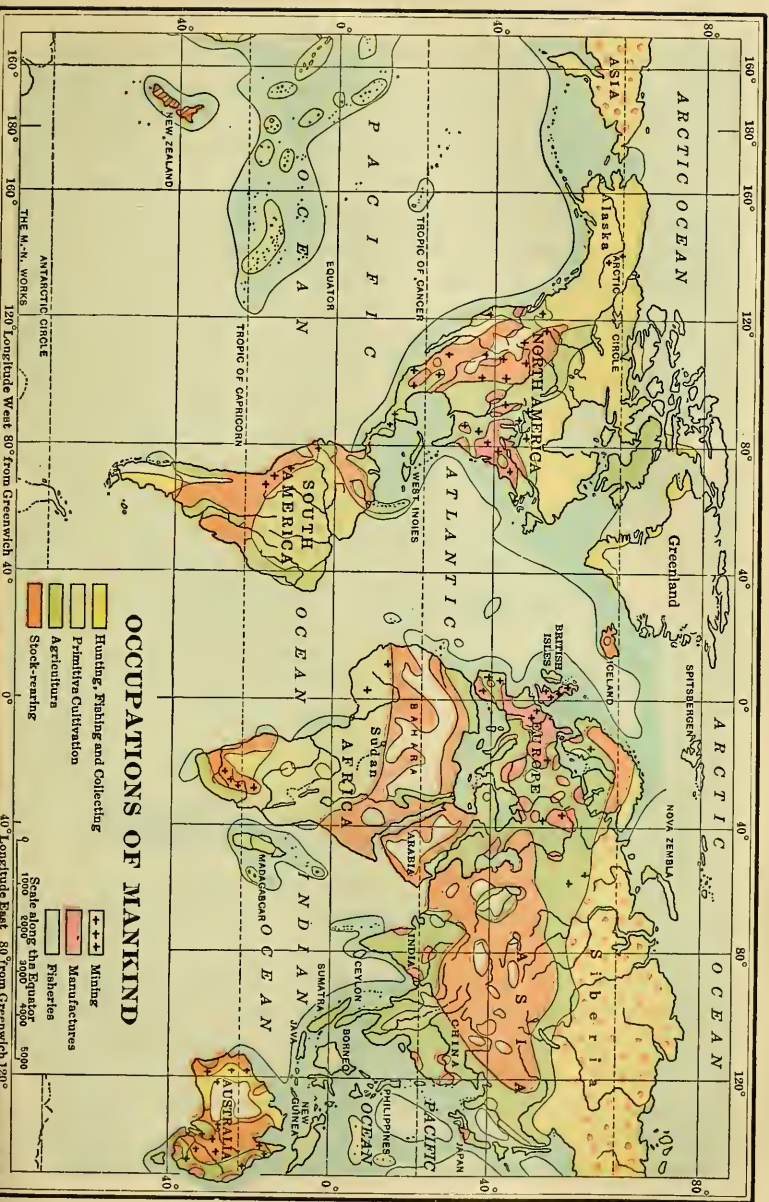 160° 180° 160° 120° 80° 40° 0° 40° 80° 120°
80°
ARCTIC OCEAN
ARCTIC OCEAN
SPITSBERGEN
NOVA ZEMBLA
ASIA
Alaska
ARCTIC CIRCLE
Greenland
ICELAND
Siberia
NORTH AMERICA
BRITISH
ISLES
EUROPE
ASIA
40°
40°
JAPAN
CHINA
PACIFIC
OCEAN
TROPIC OF CANCER
WEST INDIES
ATLANTIC
OCEAN
BAHARA
ARABIA
INDIA
PACIFIC
OCEAN
PHILIPPINES
Sudan
AFRICA
CEYLON
SUMATRA
BORNEO
0°
EQUATOR
SOUTH
AMERICA
INDIAN
OCEAN
JAVA
NEW
GUINEA
MADAGASCAR
TROPIC OF CAPRICORN
AUSTRALIA
NEW ZEALAND
40°
40°
OCCUPATIONS OF MANKIND
Hunting, Fishing and Collecting
Primitive Cultivation
Agriculture
Stock-rearing
Mining
Manufactures
Fisheries
Scale along the Equator
0 1000 2000 3000 4000 5000
ANTARCTIC CIRCLE
THE M.-N. WORKS
160° 180° 160° 120° Longitude West 80° from Greenwich 40° 0° 40° Longitude East 80° from Greenwich 120°